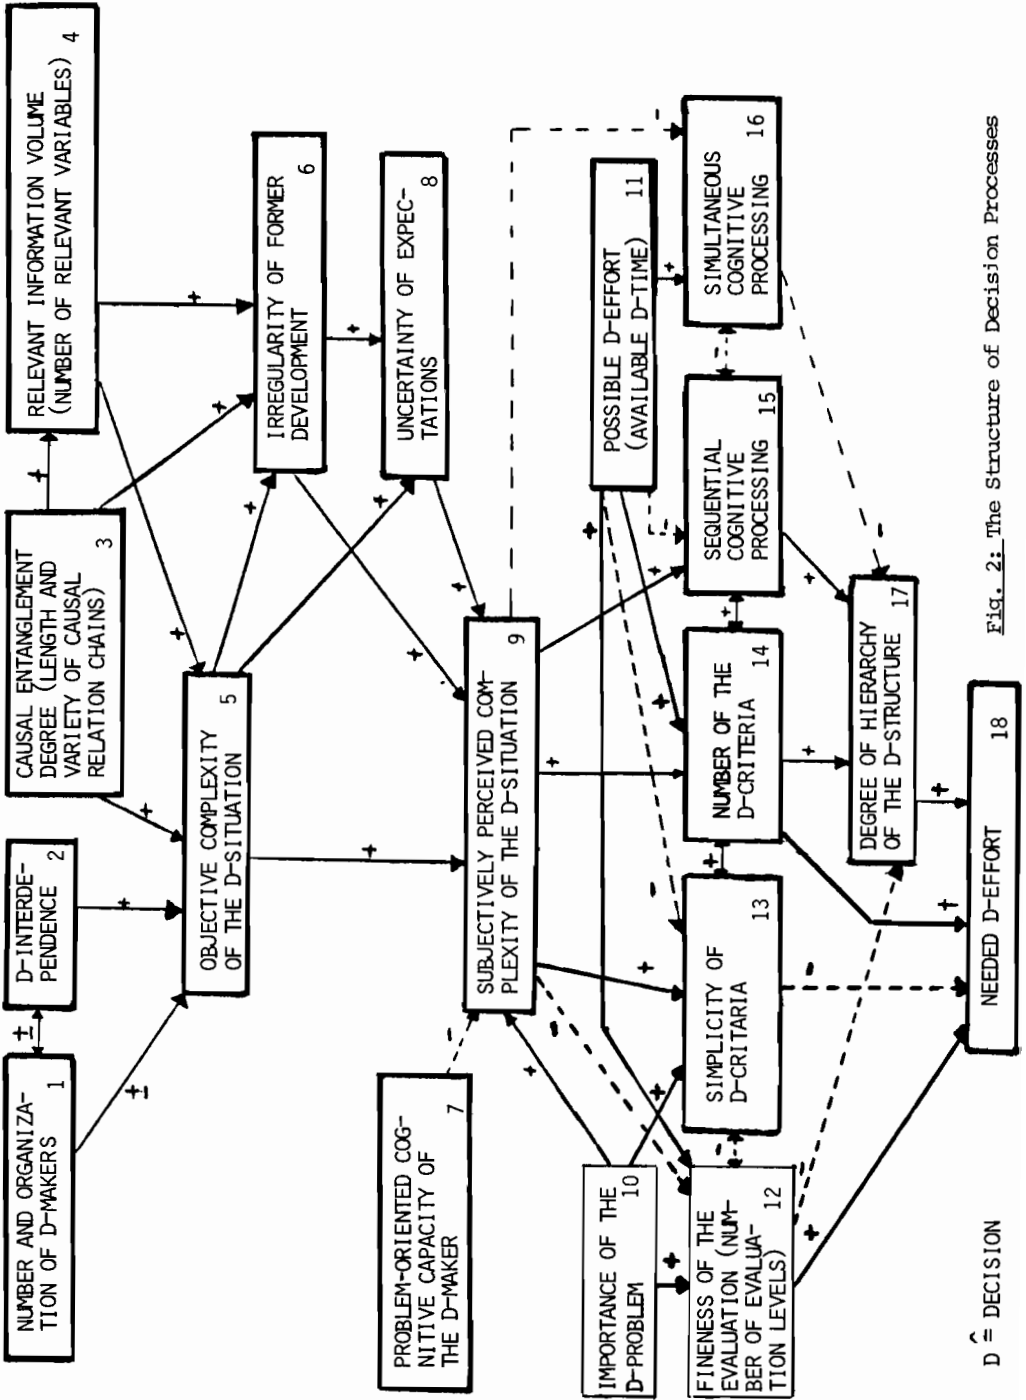 NUMBER AND ORGANIZA-
TION OF D-MAKERS 1
±
D-INTERDE-
PENDENCE 2
CAUSAL ENTANGLEMENT
DEGREE (LENGTH AND
VARIETY OF CAUSAL
RELATION CHAINS) 3
+
RELEVANT INFORMATION VOLUME
(NUMBER OF RELEVANT VARIABLES) 4
±
+
+
+
+
+
OBJECTIVE COMPLEXITY
OF THE D-SITUATION 5
+
+
IRREGULARITY OF FORMER
DEVELOPMENT 6
+
UNCERTAINTY OF EXPEC-
TATIONS 8
+
+
+
PROBLEM-ORIENTED COG-
NITIVE CAPACITY OF
THE D-MAKER 7
-
SUBJECTIVELY PERCEIVED COM-
PLEXITY OF THE D-SITUATION 9
+
-
+
+
+
-
IMPORTANCE OF THE
D-PROBLEM 10
+
+
POSSIBLE D-EFFORT
(AVAILABLE D-TIME) 11
+
-
+
-
+
FINENESS OF THE
EVALUATION (NUM-
BER OF EVALUA-
TION LEVELS) 12
-
SIMPLICITY OF
D-CRITARIA 13
+
NUMBER OF THE
D-CRITERIA 14
+
SEQUENTIAL
COGNITIVE
PROCESSING 15
-
SIMULTANEOUS
COGNITIVE
PROCESSING 16
+
-
-
+
+
+
-
DEGREE OF HIERARCHY
OF THE D-STRUCTURE 17
+
NEEDED D-EFFORT 18
D ≙ DECISION
Fig. 2: The Structure of Decision Processes